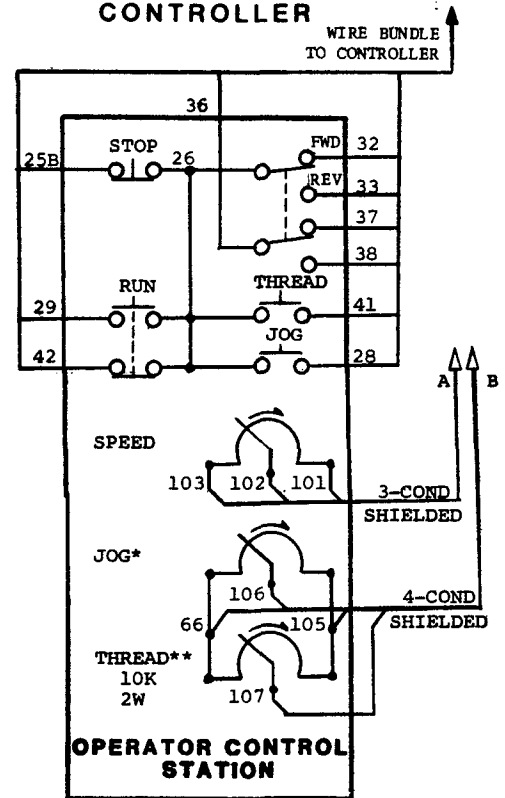 CONTROLLER
WIRE BUNDLE
TO CONTROLLER
36
STOP
FWD
32
25B
26
REV
33
37
38
RUN
THREAD
29
41
JOG
42
28
A
B
SPEED
103
102
101
3-COND
SHIELDED
JOG*
106
4-COND
66
105
SHIELDED
THREAD**
10K
107
2W
OPERATOR CONTROL
STATION